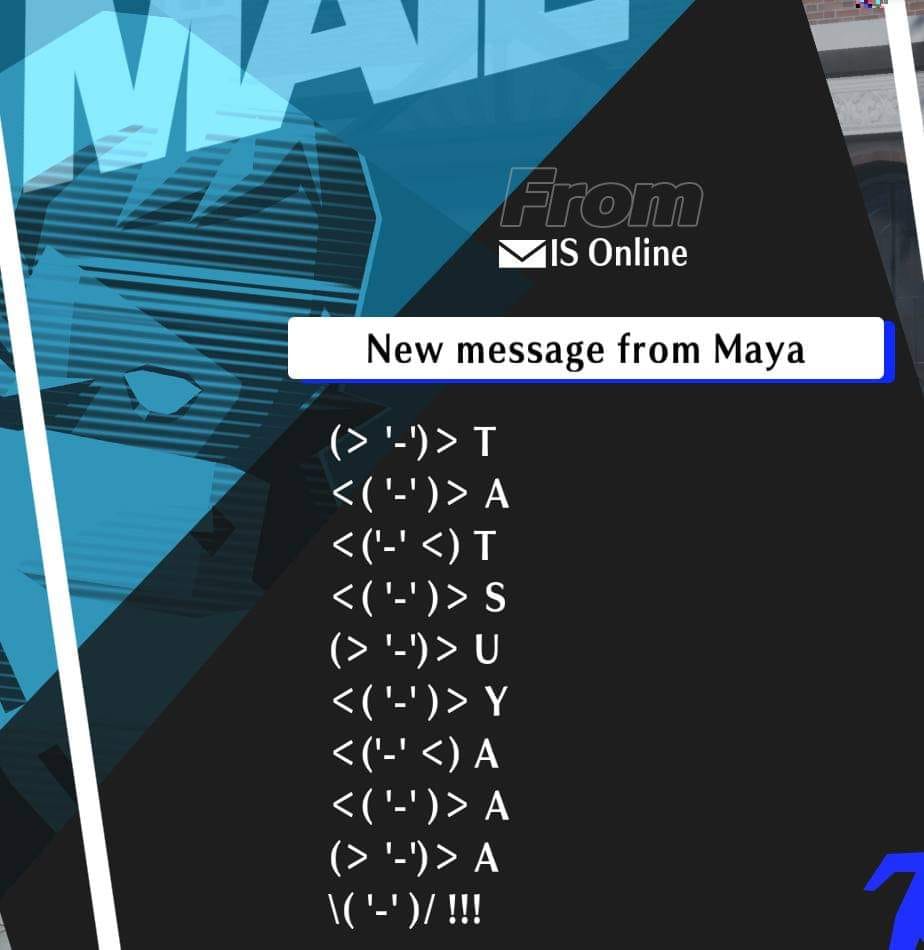 MAIL
From
IS Online
New message from Maya
(> '-')> T
<( '-' )> A
<('-' <) T
<( '-' )> S
(> '-')> U
<( '-' )> Y
<('-' <) A
<( '-' )> A
(> '-')> A
\( '-' )/ !!!